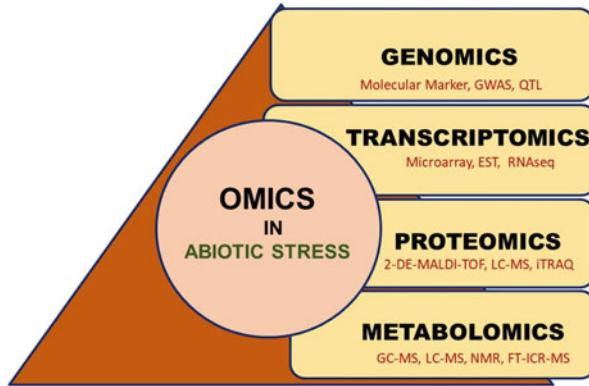 GENOMICS
Molecular Marker, GWAS, QTL
TRANSCRIPTOMICS
Microarray, EST, RNAseq
OMICS
IN
ABIOTIC STRESS
PROTEOMICS
2-DE-MALDI-TOF, LC-MS, iTRAQ
METABOLOMICS
GC-MS, LC-MS, NMR, FT-ICR-MS